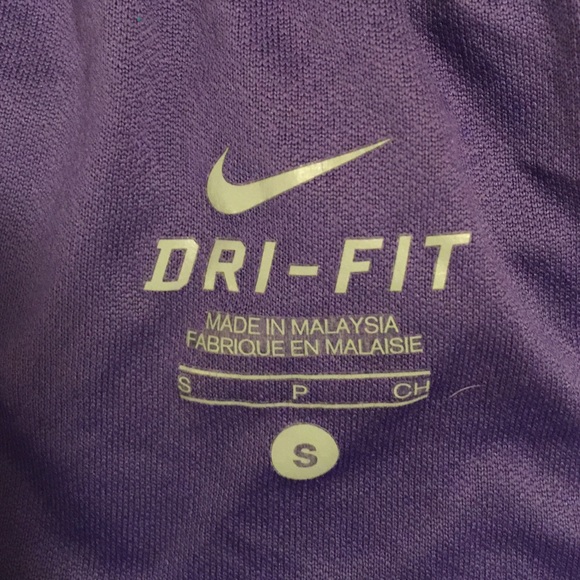 DRI-FIT
MADE IN MALAYSIA
FABRIQUE EN MALAISIE
S P CH
S